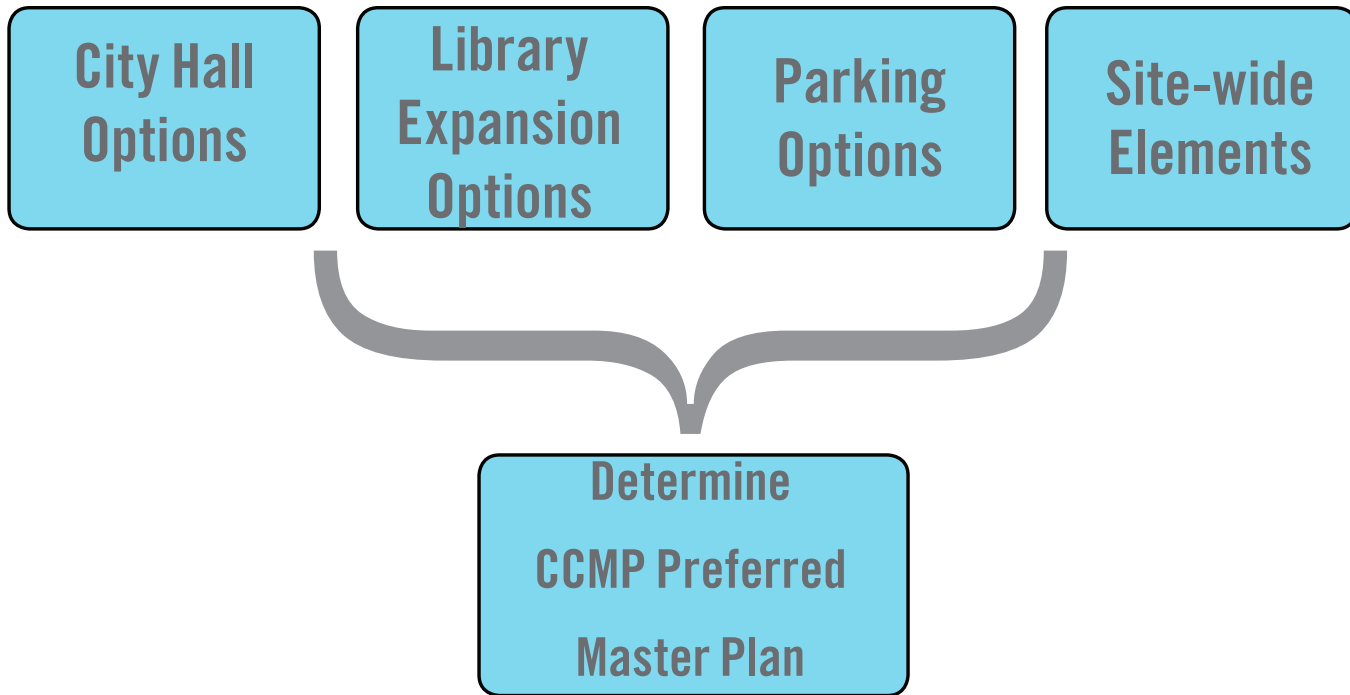 City Hall
Options
Library
Expansion
Options
Parking
Options
Site-wide
Elements
Determine
CCMP Preferred
Master Plan